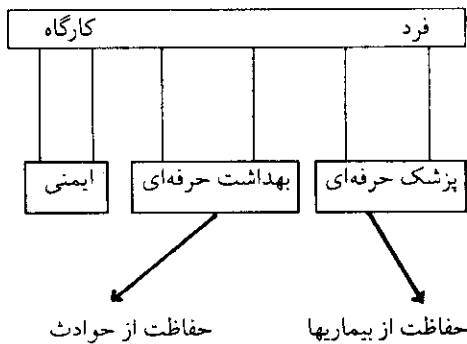 فرد کارگاه
پزشک حرفه‌ای بهداشت حرفه‌ای ایمنی
حفاظت از بیماریها حفاظت از حوادث